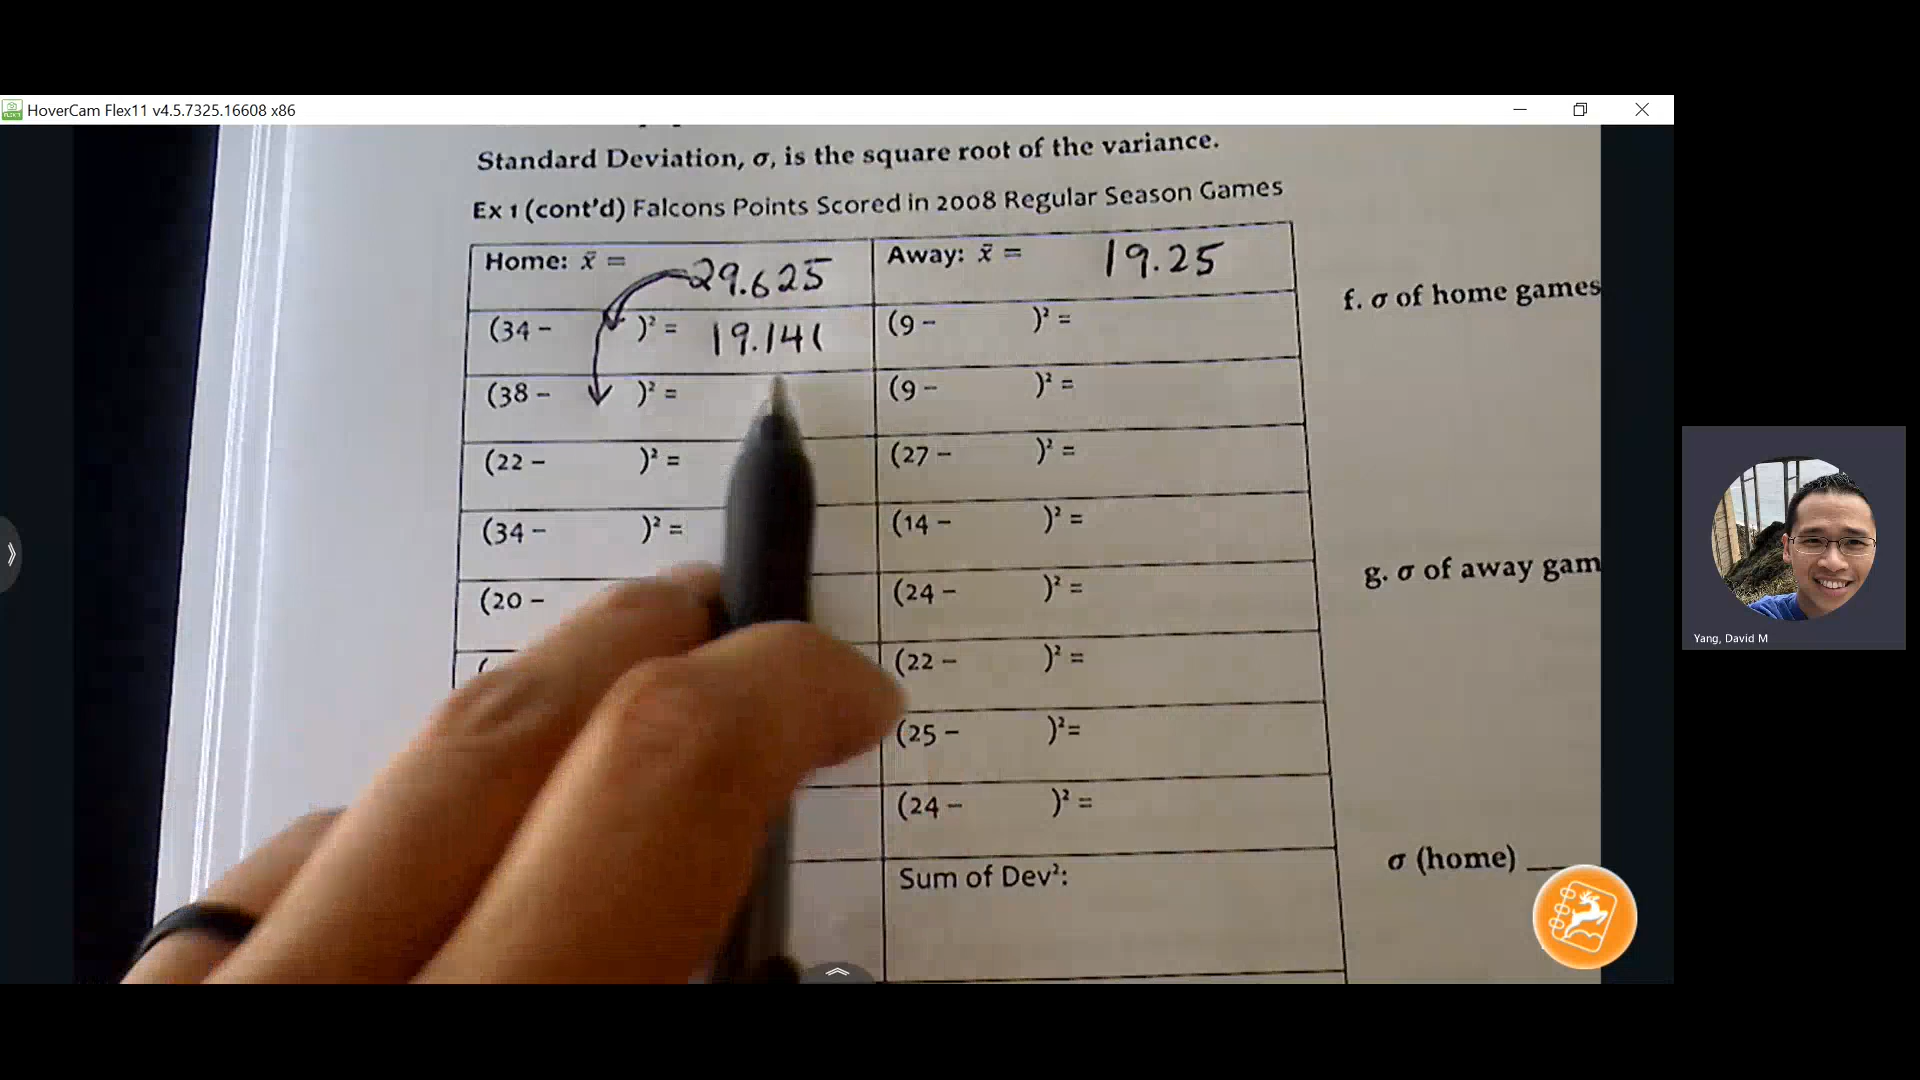 HoverCam Flex11 v4.5.7325.16608 x86
Standard Deviation, σ, is the square root of the variance.
Ex 1 (cont'd) Falcons Points Scored in 2008 Regular Season Games
Home: x̄ = 29.625
Away: x̄ = 19.25
(34 – )² = 19.141
(9 – )² =
(38 – )² =
(9 – )² =
(22 – )² =
(27 – )² =
(34 – )² =
(14 – )² =
(20 –
(24 – )² =
(
(22 – )² =
(25 – )²=
(24 – )² =
Sum of Dev²:
f. σ of home games
g. σ of away gam
σ (home) __
Yang, David M